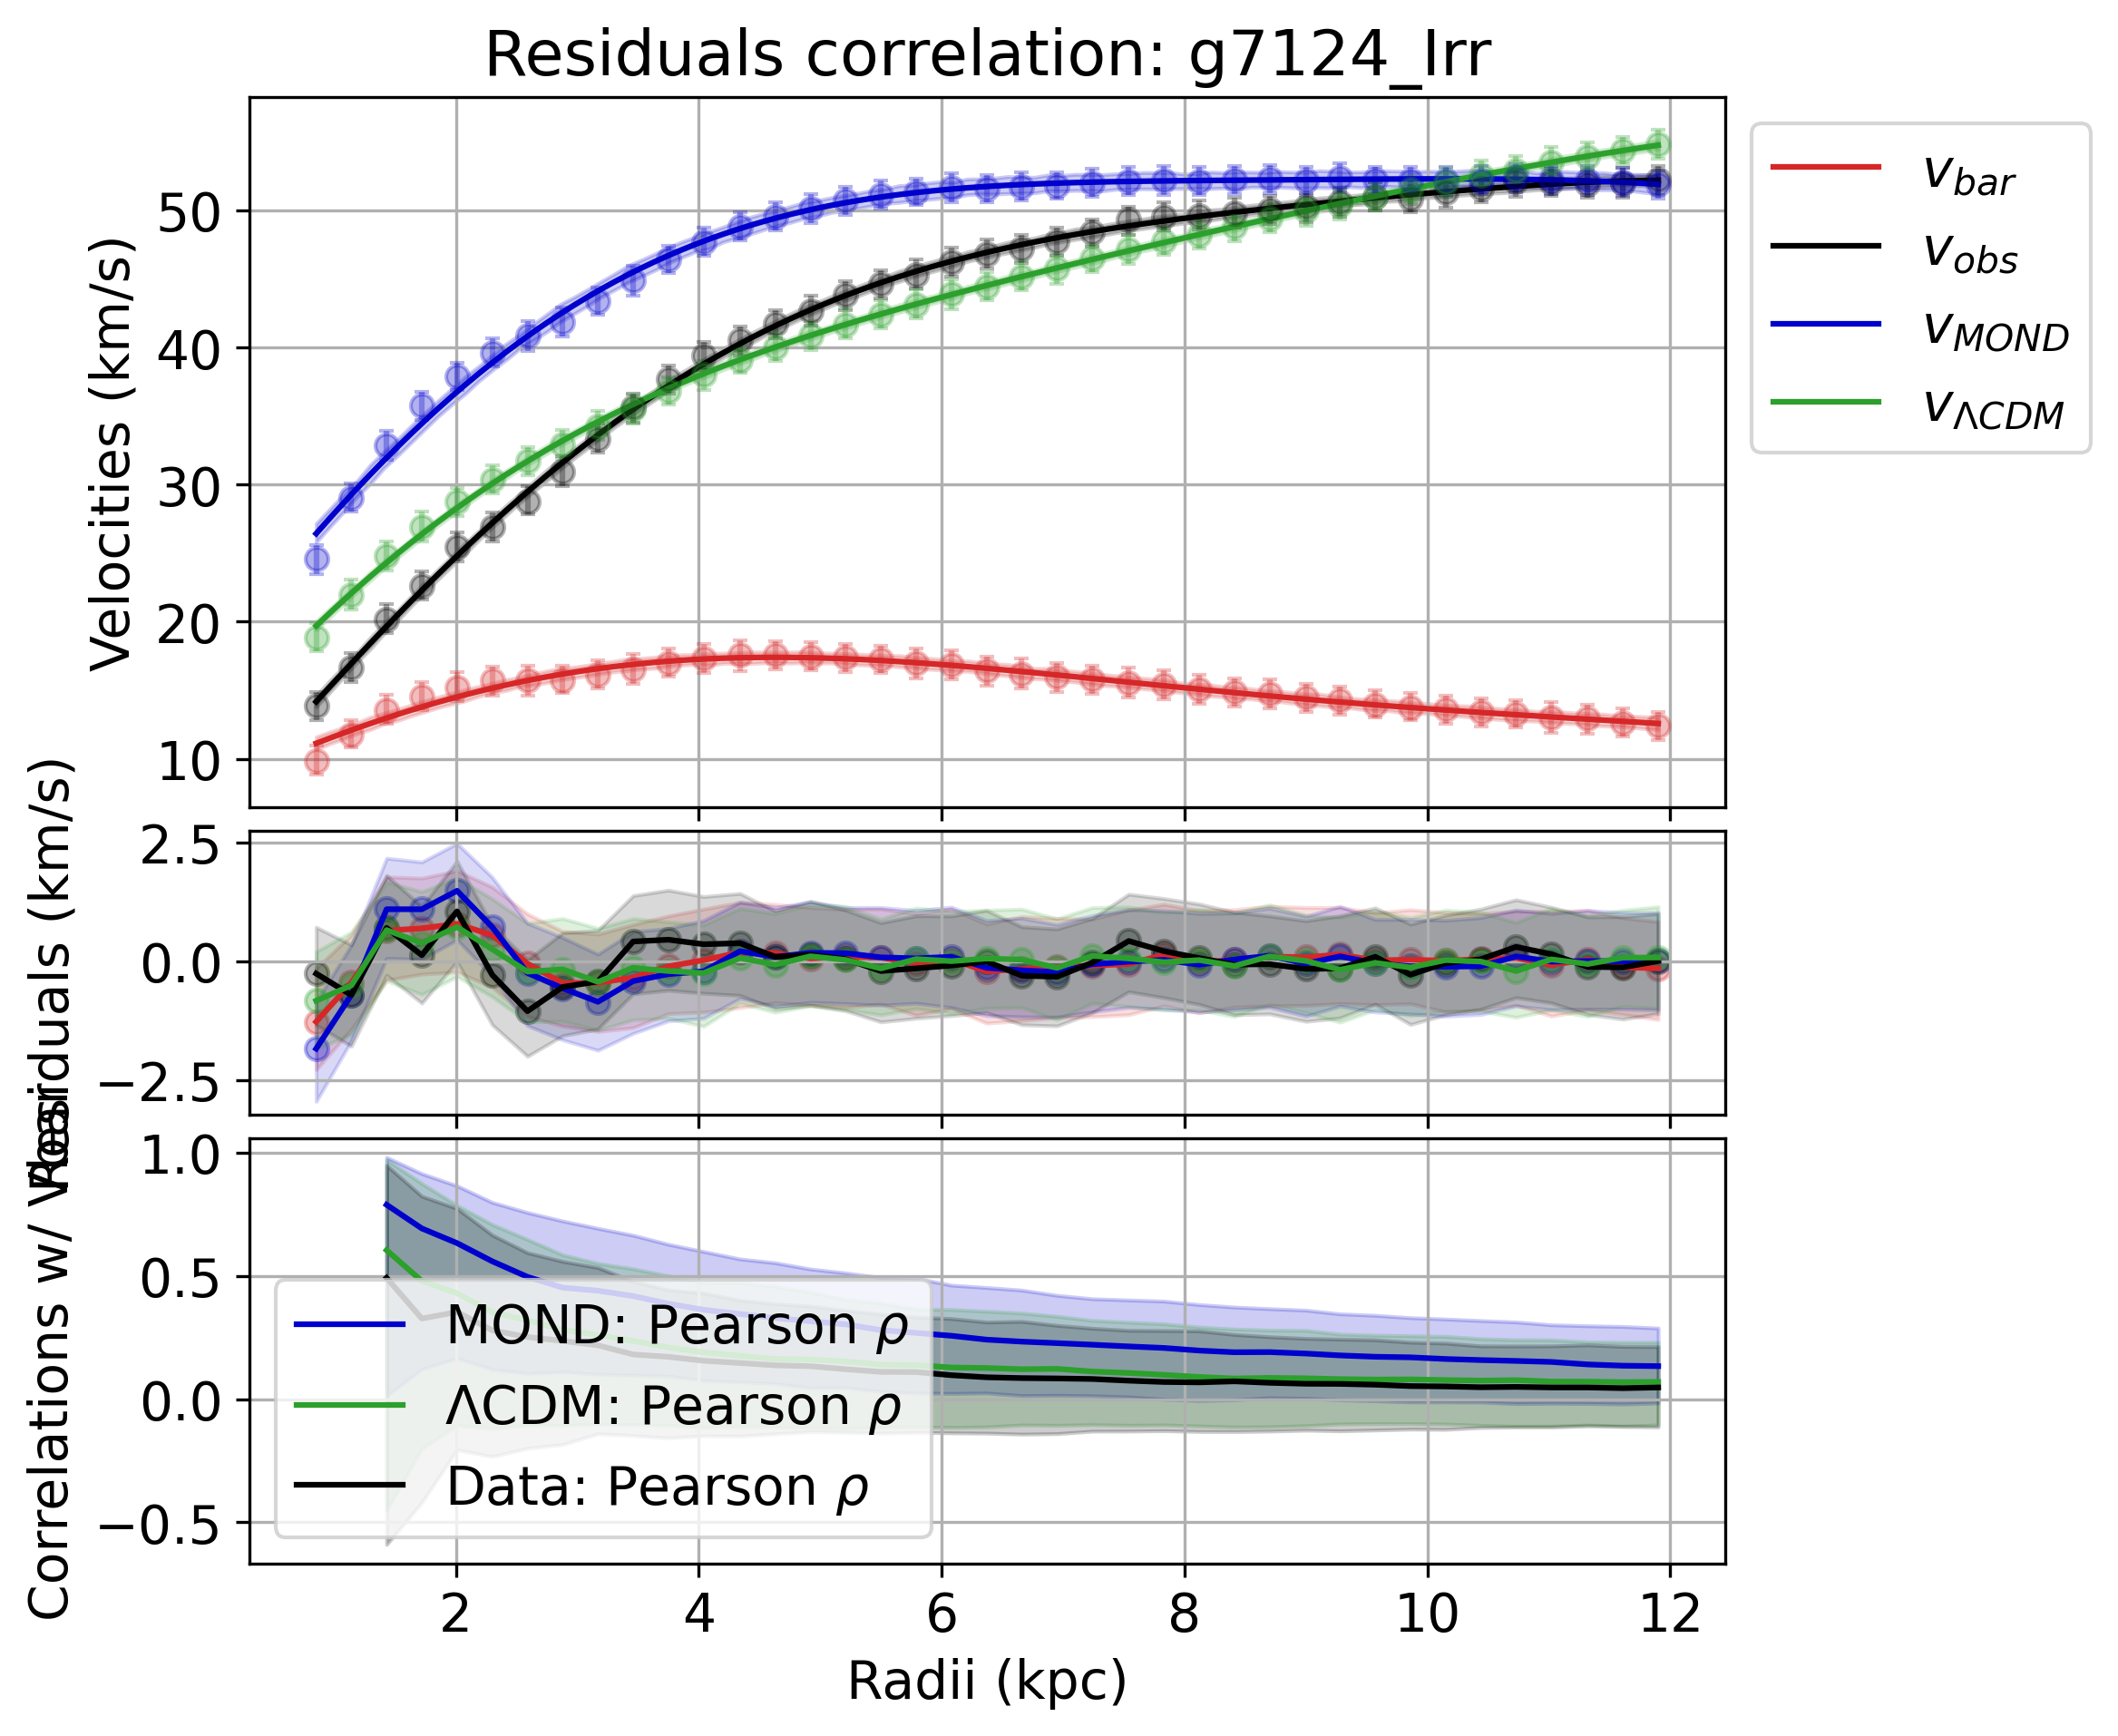 Residuals correlation: g7124_Irr
Velocities (km/s)
50
40
30
20
10
v_bar
v_obs
v_MOND
v_ΛCDM
Residuals (km/s)
2.5
0.0
−2.5
Correlations w/ V_bar
1.0
0.5
0.0
−0.5
MOND: Pearson ρ
ΛCDM: Pearson ρ
Data: Pearson ρ
2 4 6 8 10 12
Radii (kpc)